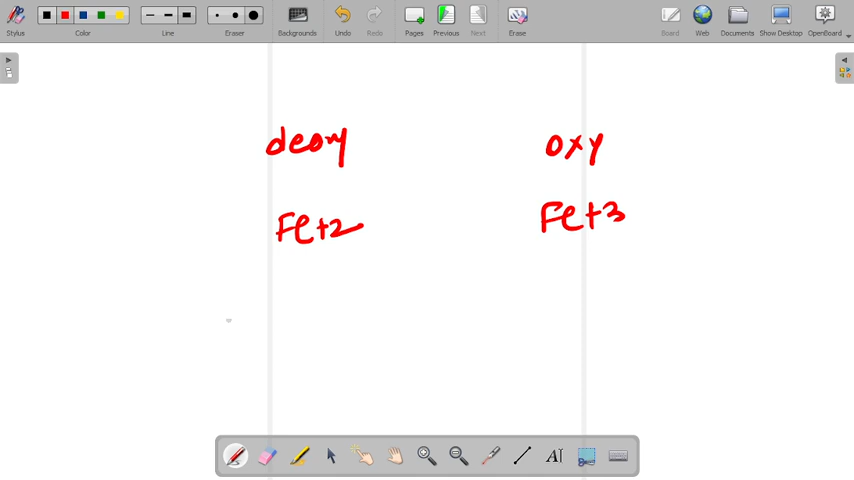 Stylus Color Line Eraser Backgrounds Undo Redo Pages Previous Next Erase Board Web Documents Show Desktop OpenBoard
deoxy oxy
Fe+2 Fe+3
AI